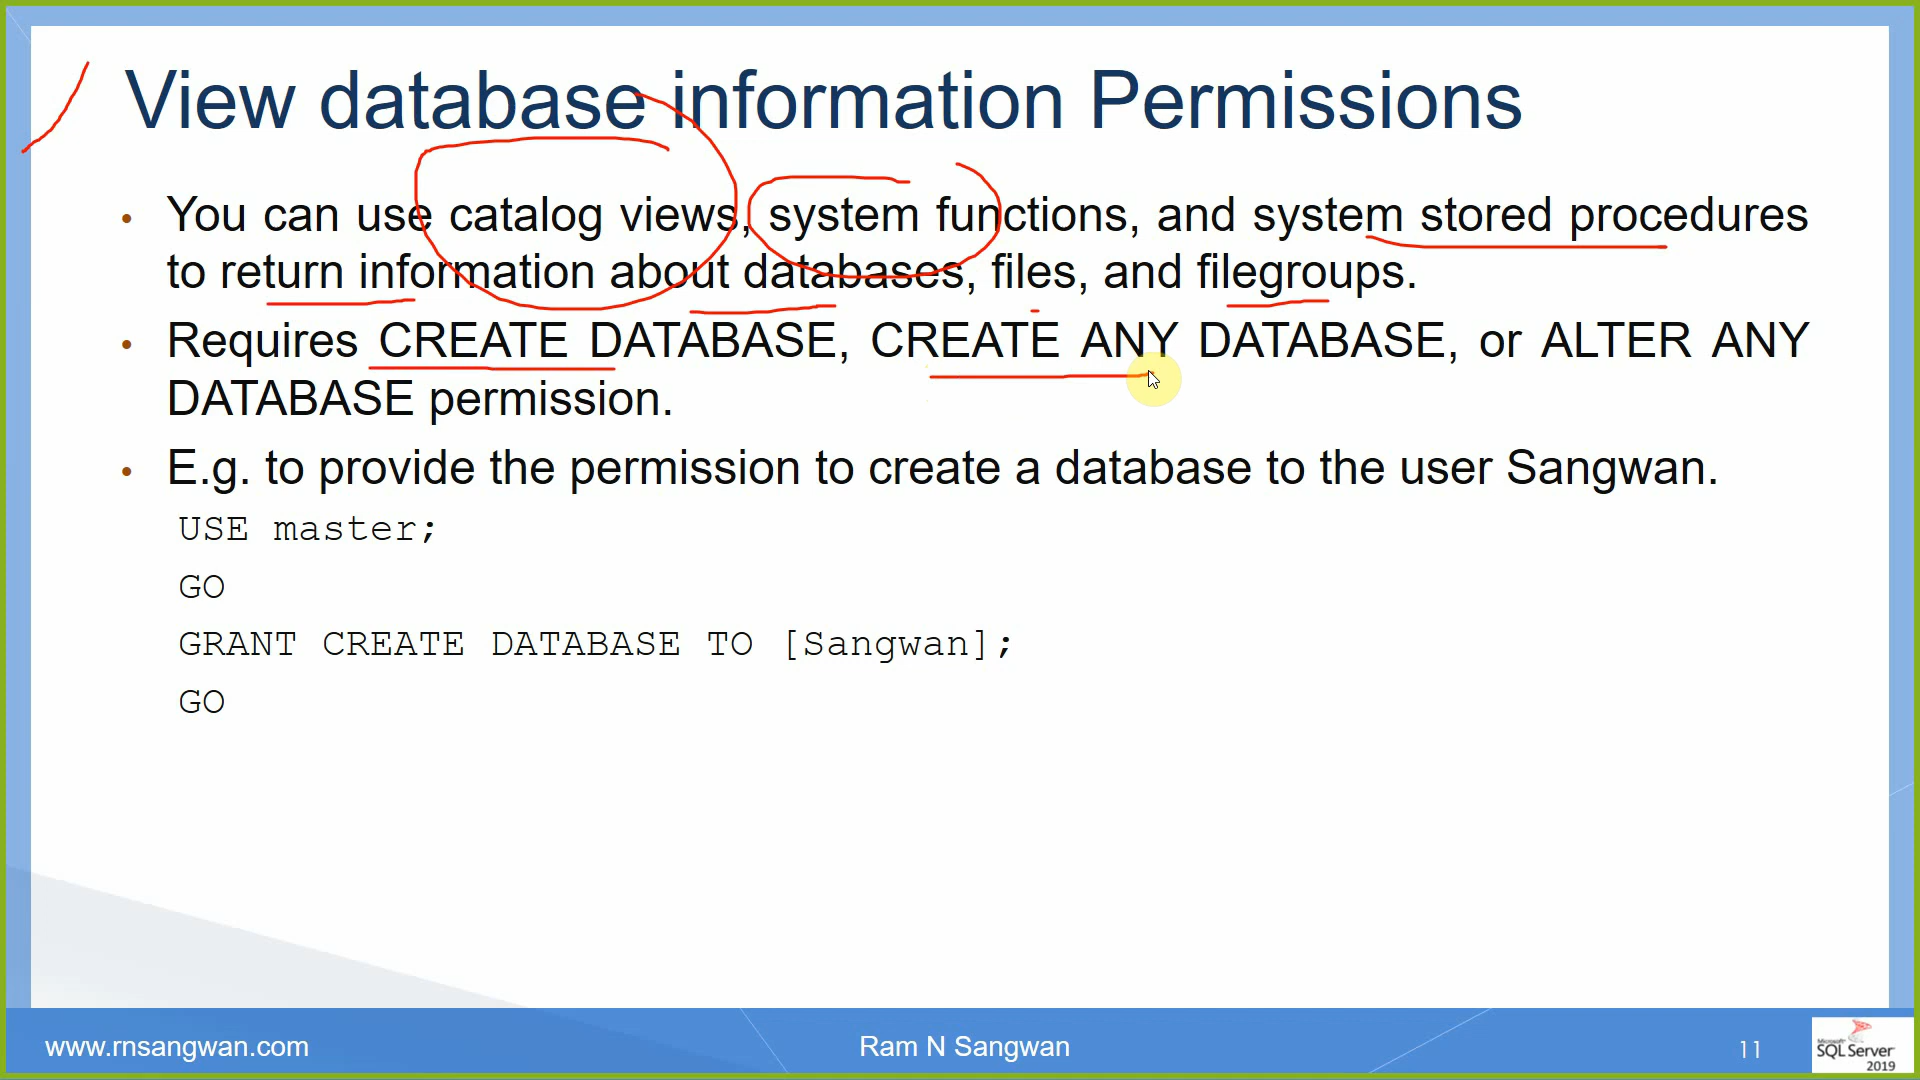 View database information Permissions
• You can use catalog views, system functions, and system stored procedures
to return information about databases, files, and filegroups.
• Requires CREATE DATABASE, CREATE ANY DATABASE, or ALTER ANY
DATABASE permission.
• E.g. to provide the permission to create a database to the user Sangwan.
USE master;
GO
GRANT CREATE DATABASE TO [Sangwan];
GO
www.rnsangwan.com
Ram N Sangwan
11
Microsoft
SQL Server
2019